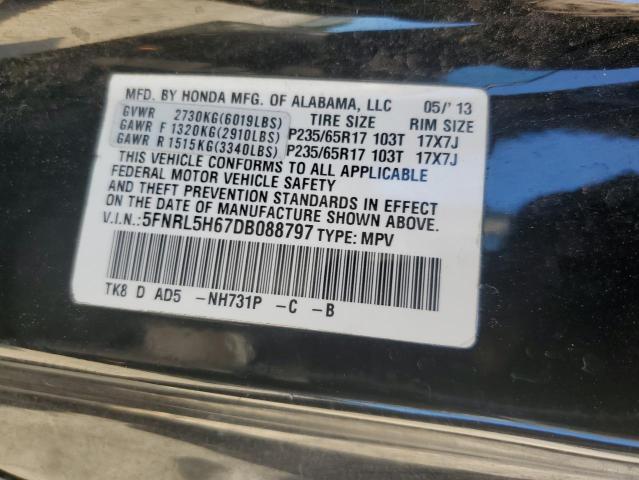 MFD. BY HONDA MFG. OF ALABAMA, LLC 05/'13
GVWR 2730KG(6019LBS) TIRE SIZE RIM SIZE
GAWR F 1320KG(2910LBS) P235/65R17 103T 17X7J
GAWR R 1515KG(3340LBS) P235/65R17 103T 17X7J
THIS VEHICLE CONFORMS TO ALL APPLICABLE
FEDERAL MOTOR VEHICLE SAFETY
AND THEFT PREVENTION STANDARDS IN EFFECT
ON THE DATE OF MANUFACTURE SHOWN ABOVE.
V.I.N.:5FNRL5H67DB088797 TYPE: MPV
TK8 D AD5 -NH731P -C -B